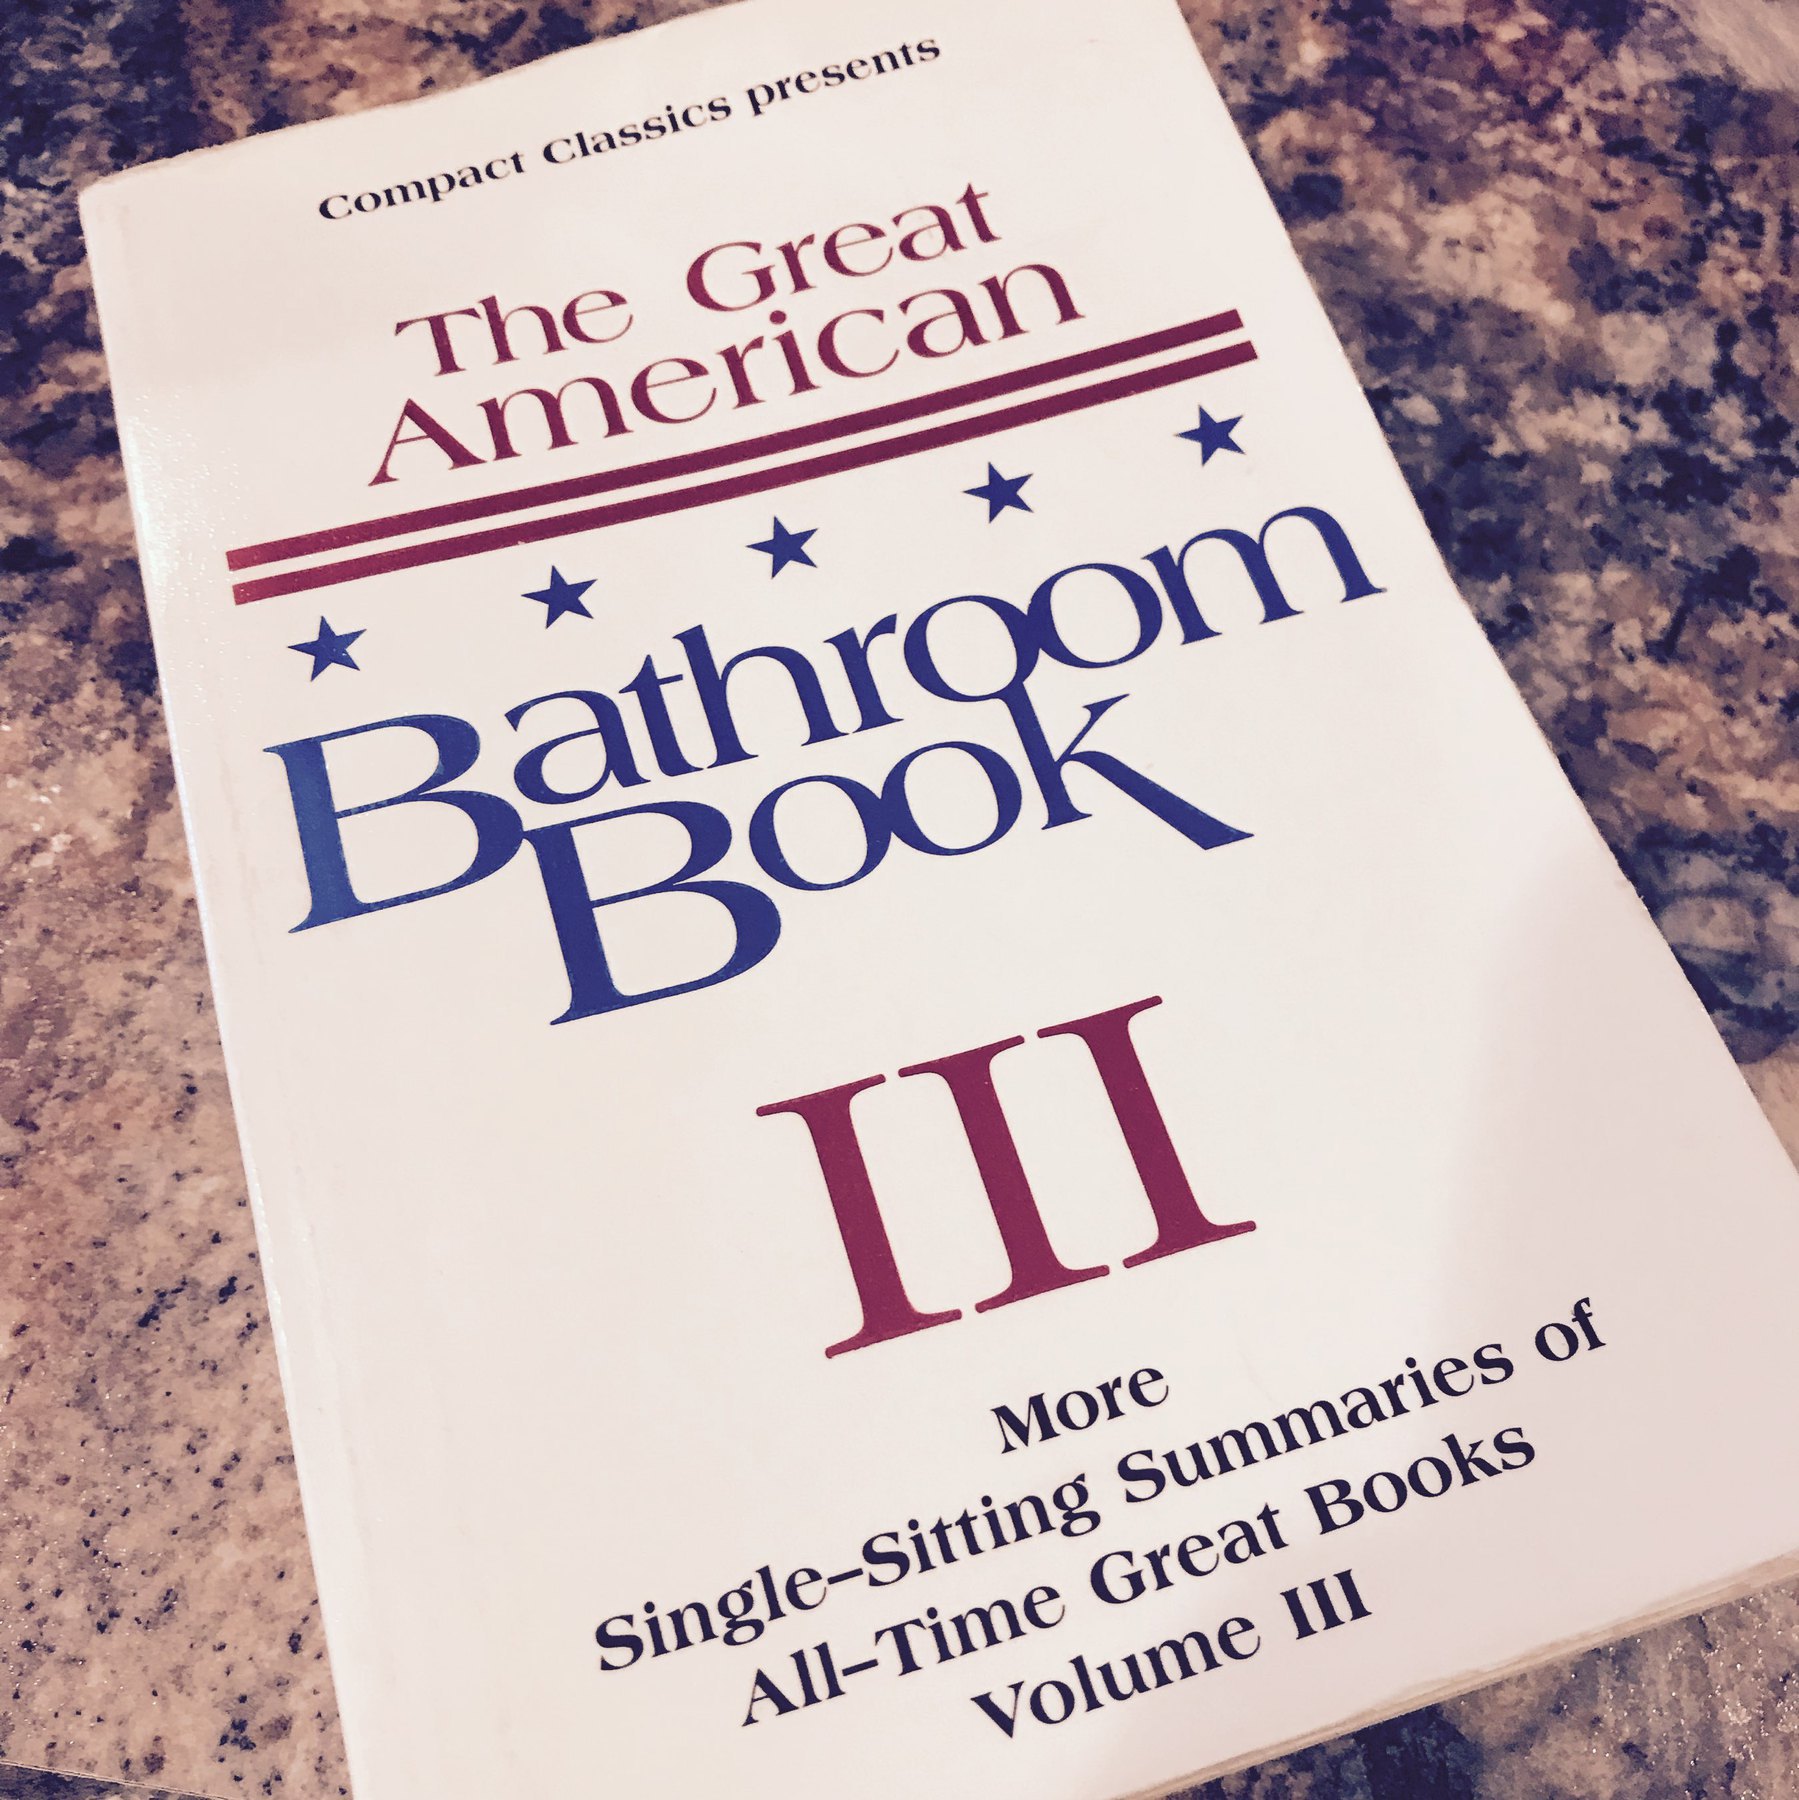 Compact Classics presents
The Great
American
Bathroom
Book
III
More
Single-Sitting Summaries of
All-Time Great Books
Volume III